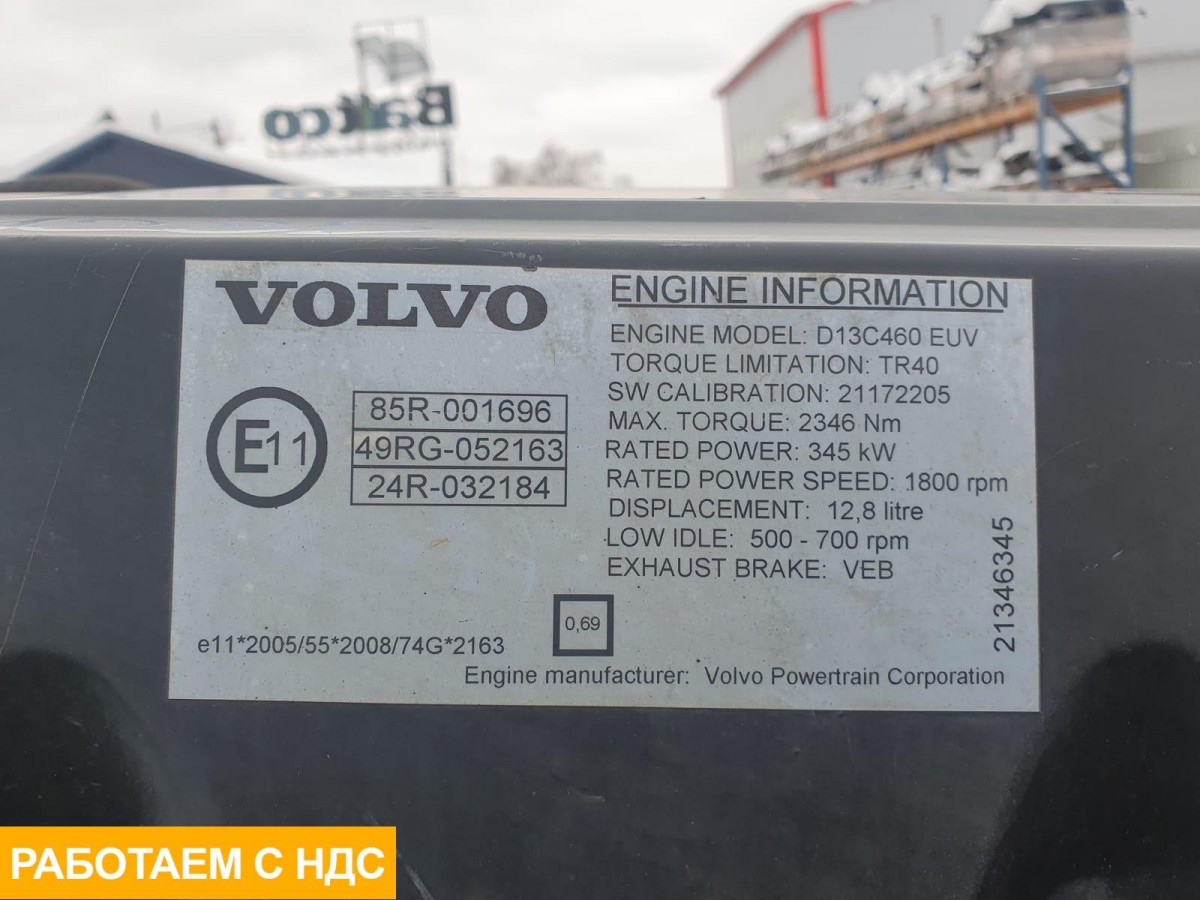 Baltco
VOLVO
E11
85R-001696
49RG-052163
24R-032184
e11*2005/55*2008/74G*2163
ENGINE INFORMATION
ENGINE MODEL: D13C460 EUV
TORQUE LIMITATION: TR40
SW CALIBRATION: 21172205
MAX. TORQUE: 2346 Nm
RATED POWER: 345 kW
RATED POWER SPEED: 1800 rpm
DISPLACEMENT: 12,8 litre
LOW IDLE: 500 - 700 rpm
EXHAUST BRAKE: VEB
0,69
21346345
Engine manufacturer: Volvo Powertrain Corporation
РАБОТАЕМ С НДС